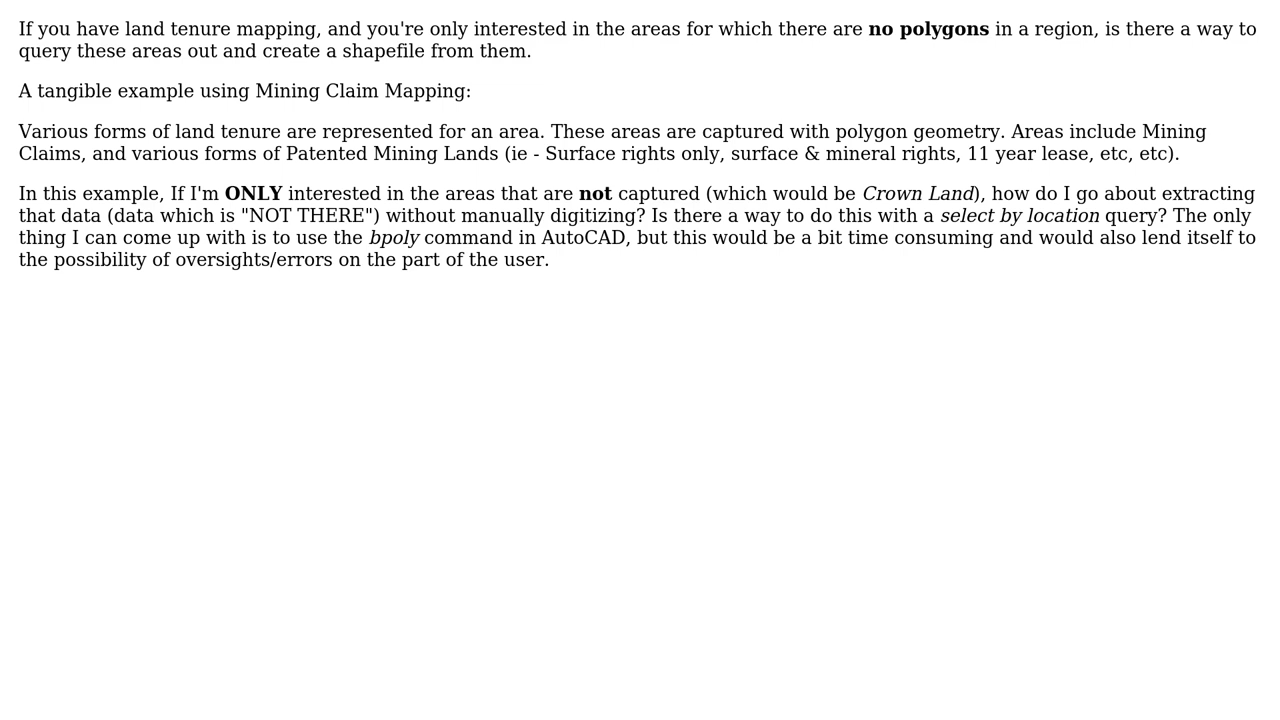 If you have land tenure mapping, and you're only interested in the areas for which there are no polygons in a region, is there a way to
query these areas out and create a shapefile from them.
A tangible example using Mining Claim Mapping:
Various forms of land tenure are represented for an area. These areas are captured with polygon geometry. Areas include Mining
Claims, and various forms of Patented Mining Lands (ie - Surface rights only, surface & mineral rights, 11 year lease, etc, etc).
In this example, If I'm ONLY interested in the areas that are not captured (which would be Crown Land), how do I go about extracting
that data (data which is "NOT THERE") without manually digitizing? Is there a way to do this with a select by location query? The only
thing I can come up with is to use the bpoly command in AutoCAD, but this would be a bit time consuming and would also lend itself to
the possibility of oversights/errors on the part of the user.